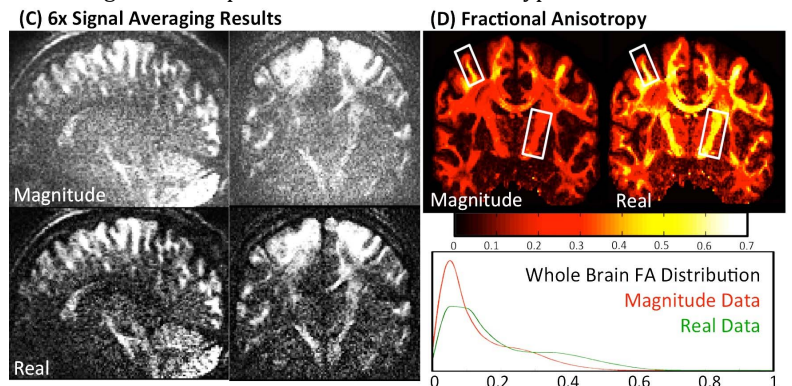 (C) 6x Signal Averaging Results
(D) Fractional Anisotropy
Magnitude
Real
Magnitude
Real
0 0.1 0.2 0.3 0.4 0.5 0.6 0.7
Whole Brain FA Distribution
Magnitude Data
Real Data
0 0.2 0.4 0.6 0.8 1